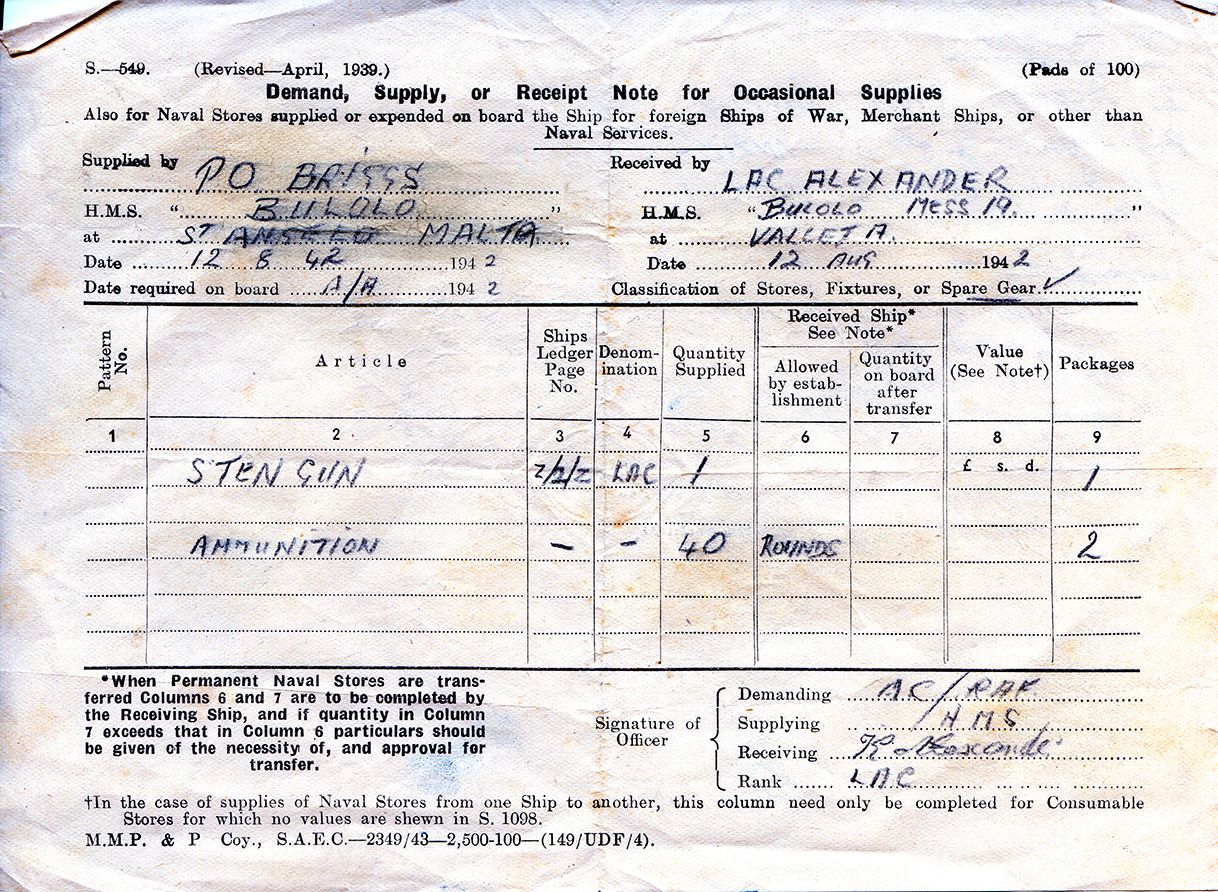 S.—549. (Revised—April, 1939.) (Pads of 100)
Demand, Supply, or Receipt Note for Occasional Supplies
Also for Naval Stores supplied or expended on board the Ship for foreign Ships of War, Merchant Ships, or other than
Naval Services.
Supplied by PO BRIGGS Received by LAC ALEXANDER
H.M.S. "BULOLO" H.M.S. "BULOLO MESS 19."
at ST ANSELO MALTA at VALLETA.
Date 12 8 42 1942 Date 12 AUG 1942
Date required on board A/A 1942 Classification of Stores, Fixtures, or Spare Gear. ✓
Pattern No. Article Ships Ledger Page No. Denom-ination Quantity Supplied Received Ship* See Note* Allowed by estab-lishment Quantity on board after transfer Value (See Note†) Packages
1 2 3 4 5 6 7 8 9
STEN GUN 2/1/2 LAC 1 £ s. d. 1
AMMUNITION — — 40 ROUNDS 2
*When Permanent Naval Stores are trans-
ferred Columns 6 and 7 are to be completed by
the Receiving Ship, and if quantity in Column
7 exceeds that in Column 6 particulars should
be given of the necessity of, and approval for
transfer.
Signature of Officer
Demanding AC/RAF
Supplying /HMS
Receiving K Alexander
Rank LAC
†In the case of supplies of Naval Stores from one Ship to another, this column need only be completed for Consumable
Stores for which no values are shewn in S. 1098.
M.M.P. & P Coy., S.A.E.C.—2349/43—2,500-100—(149/UDF/4).